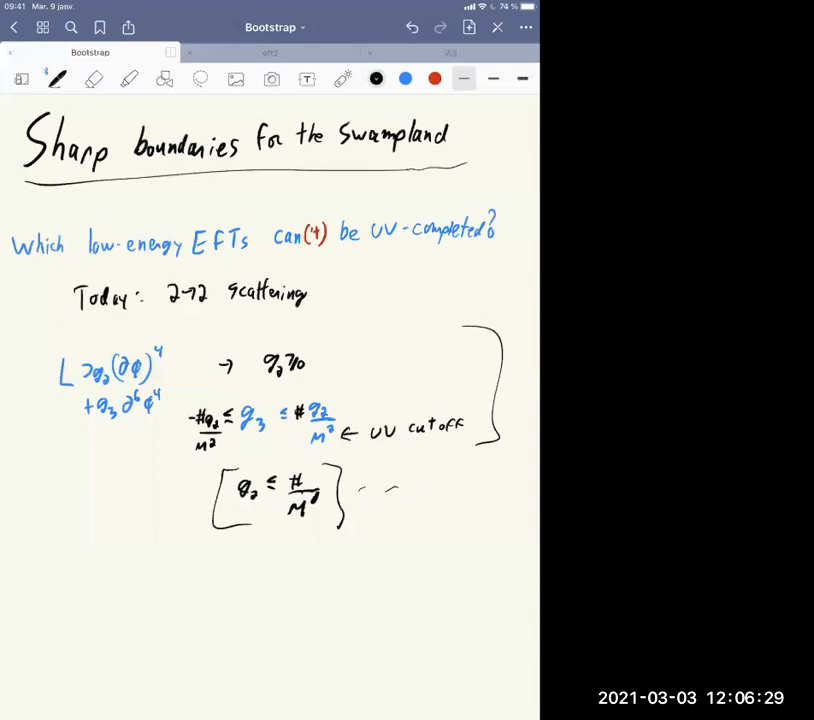 09:41 Mar. 9 janv.
74 %
Bootstrap
Bootstrap
eft2
Sharp boundaries for the Swampland
Which low-energy EFTs can('t) be UV-completed?
Today: 2→2 scattering
L ⊃ g₂(∂φ)⁴ → g₂ ≥ 0
+ g₃ ∂⁶ φ⁴
-# g₂/M² ≤ g₃ ≤ # g₂/M² ← UV cutoff
[g₂ ≤ #/M⁴]
2021-03-03 12:06:29